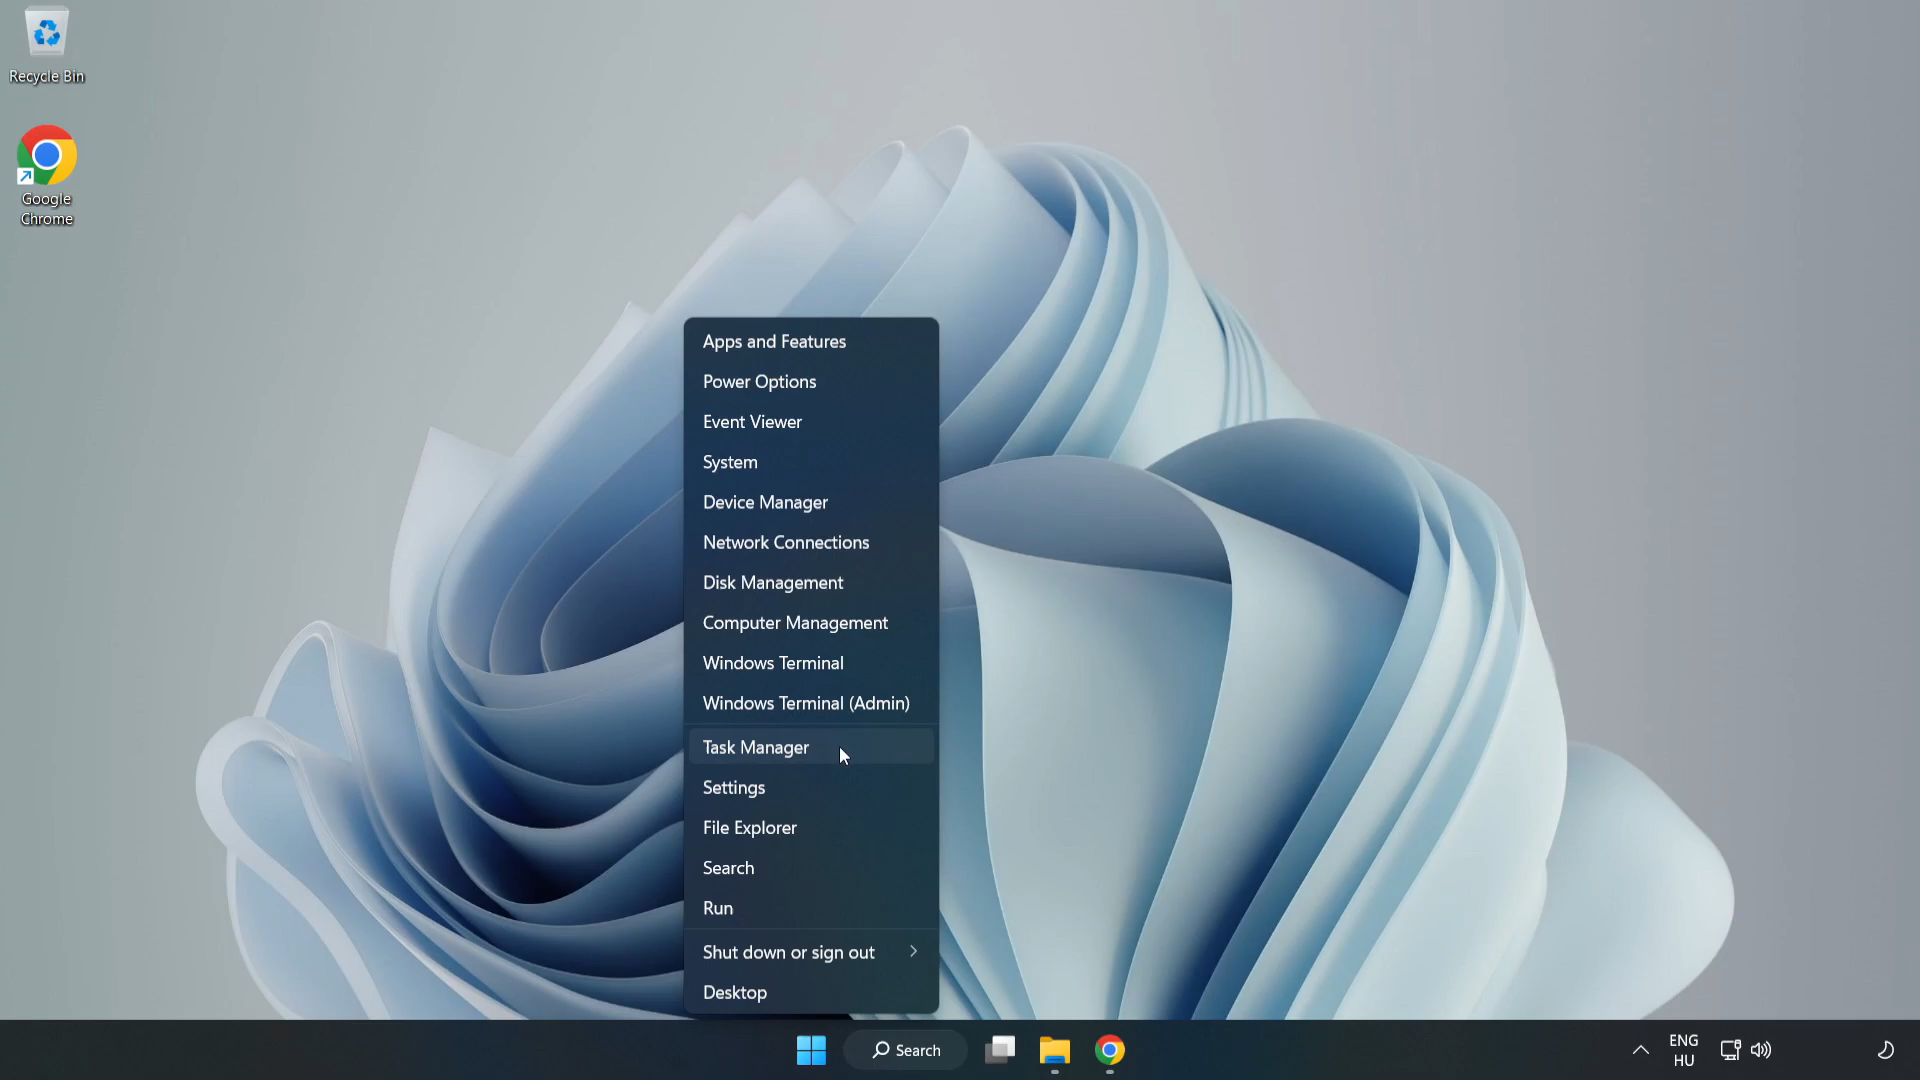 Recycle Bin
Google
Chrome
Apps and Features
Power Options
Event Viewer
System
Device Manager
Network Connections
Disk Management
Computer Management
Windows Terminal
Windows Terminal (Admin)
Task Manager
Settings
File Explorer
Search
Run
Shut down or sign out
Desktop
Search
ENG
HU